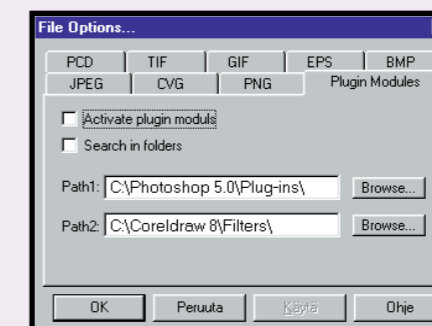 File Options...
PCD TIF GIF EPS BMP
JPEG CVG PNG Plugin Modules
Activate plugin moduls
Search in folders
Path1: C:\Photoshop 5.0\Plug-ins\ Browse...
Path2: C:\Coreldraw 8\Filters\ Browse...
OK Peruuta Käytä Ohje